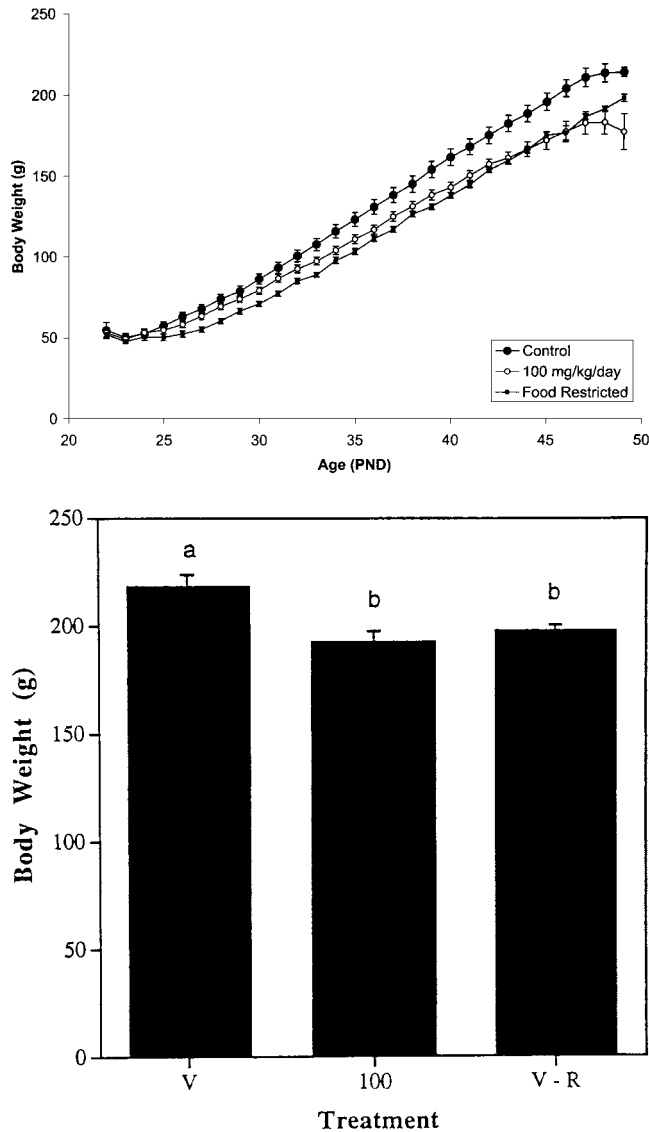 250
200
150
100
50
0
Body Weight (g)
20 25 30 35 40 45 50
Age (PND)
Control
100 mg/kg/day
Food Restricted
250
200
150
100
50
0
Body Weight (g)
a
b
b
V 100 V - R
Treatment